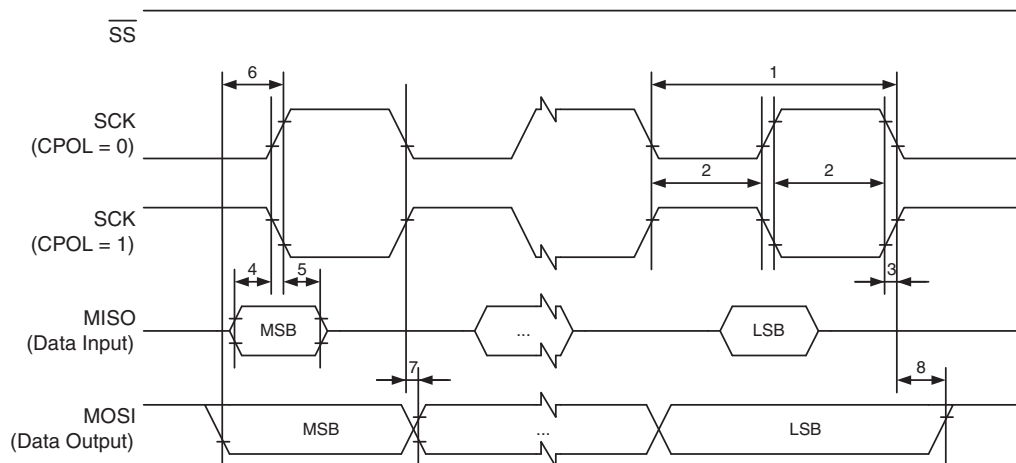 SS
6
1
SCK
(CPOL = 0)
2
2
SCK
(CPOL = 1)
4
5
3
MISO
(Data Input)
MSB
...
LSB
7
8
MOSI
(Data Output)
MSB
...
LSB